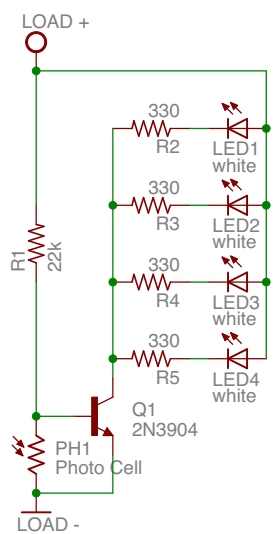 LOAD +
330
R2
LED1
white
330
R3
LED2
white
R1
22k
330
R4
LED3
white
330
R5
LED4
white
Q1
2N3904
PH1
Photo Cell
LOAD -